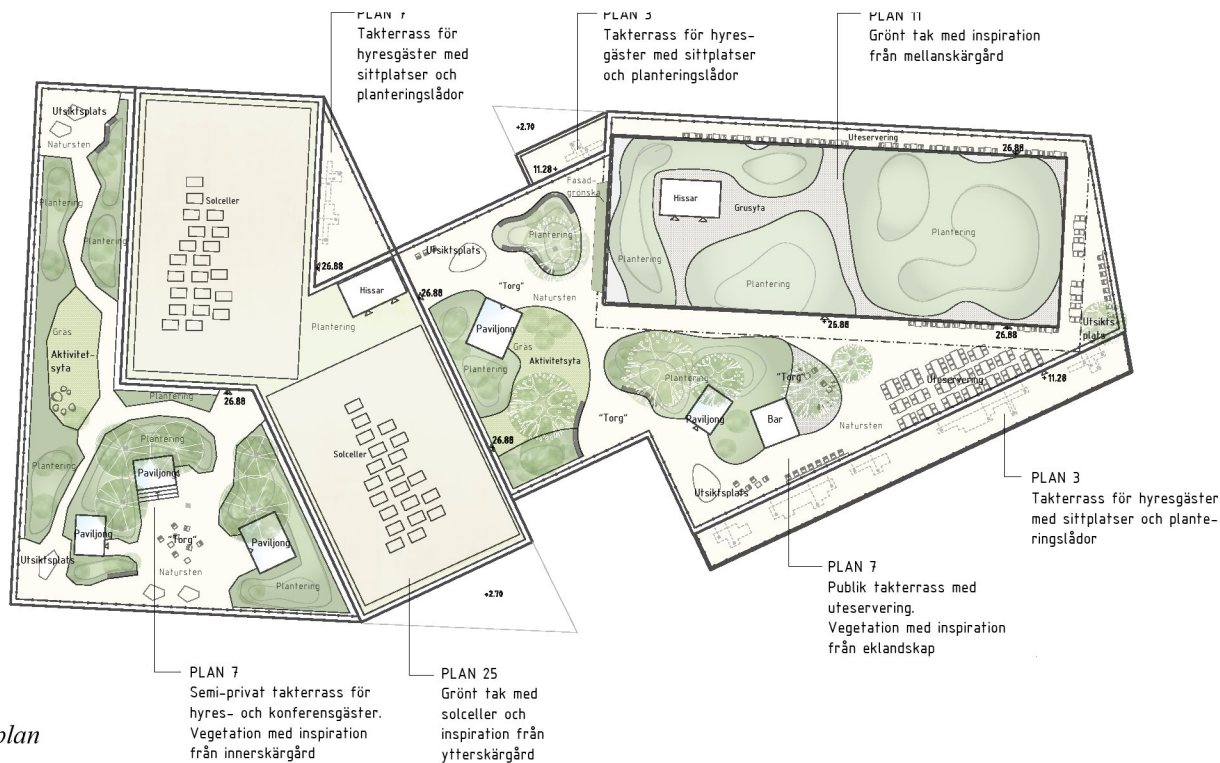 PLAN 7
Takterrass för
hyresgäster med
sittplatser och
planteringslådor
PLAN 3
Takterrass för hyres-
gäster med sittplatser
och planteringslådor
PLAN 11
Grönt tak med inspiration
från mellanskärgård
Utsiktsplats
Natursten
Plantering
Plantering
Solceller
Gräs
Aktivitet-
syta
Plantering
26.88
Plantering
Plantering
Paviljong
Paviljong
"Torg"
Natursten
Paviljong
Plantering
Utsiktsplats
26.88
Hissar
Plantering
26.88
Solceller
26.88
+2.70
+2.70
11.28+
Fasad-
grönska
Utsiktsplats
Plantering
"Torg"
Natursten
Paviljong
Gräs
Plantering
Aktivitetsyta
"Torg"
Uteservering
26.88
Hissar
Grusyta
Plantering
Plantering
Plantering
26.88
26.88
Utsikts-
plats
Plantering
"Torg"
Paviljong
Bar
Natursten
Uteservering
+11.28
Utsiktsplats
PLAN 3
Takterrass för hyresgäster
med sittplatser och plante-
ringslådor
PLAN 7
Publik takterrass med
uteservering.
Vegetation med inspiration
från eklandskap
PLAN 7
Semi-privat takterrass för
hyres- och konferensgäster.
Vegetation med inspiration
från innerskärgård
PLAN 25
Grönt tak med
solceller och
inspiration från
ytterskärgård
plan